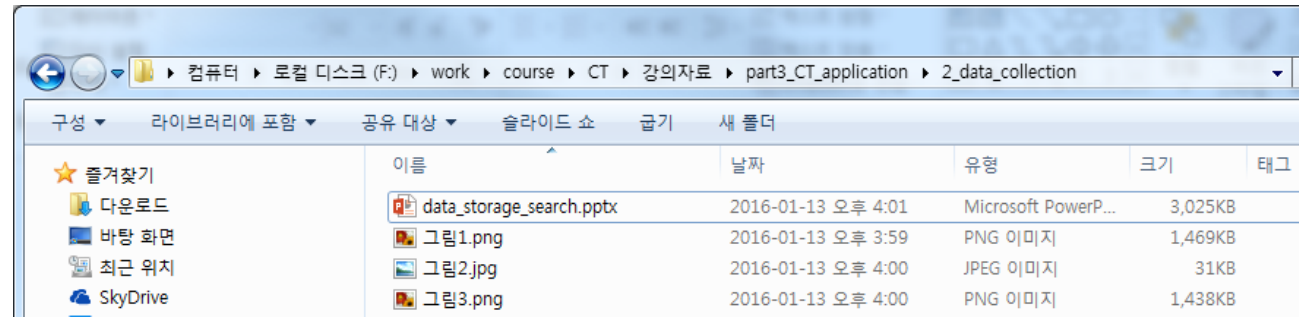 컴퓨터 ▸ 로컬 디스크 (F:) ▸ work ▸ course ▸ CT ▸ 강의자료 ▸ part3_CT_application ▸ 2_data_collection
구성 라이브러리에 포함 공유 대상 슬라이드 쇼 굽기 새 폴더
즐겨찾기 이름 날짜 유형 크기 태그
다운로드 data_storage_search.pptx 2016-01-13 오후 4:01 Microsoft PowerP... 3,025KB
바탕 화면 그림1.png 2016-01-13 오후 3:59 PNG 이미지 1,469KB
최근 위치 그림2.jpg 2016-01-13 오후 4:00 JPEG 이미지 31KB
SkyDrive 그림3.png 2016-01-13 오후 4:00 PNG 이미지 1,438KB